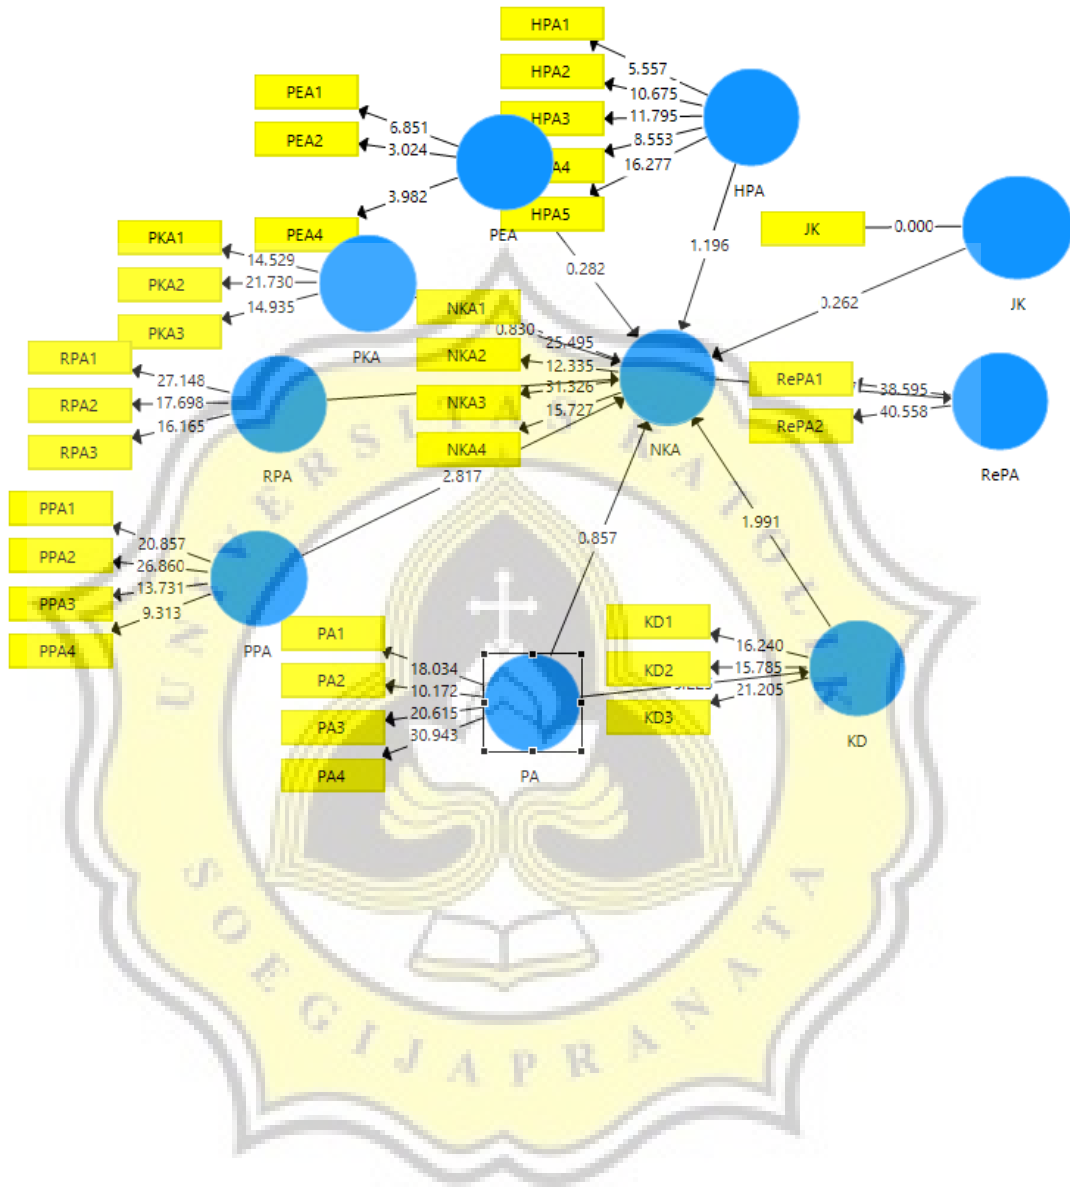 HPA1
HPA2
HPA3
A4
HPA5
5.557
10.675
11.795
8.553
16.277
HPA
PEA1
PEA2
PEA4
6.851
3.024
3.982
PEA
JK
0.000
JK
1.196
0.282
0.262
PKA1
PKA2
PKA3
14.529
21.730
14.935
PKA
NKA1
NKA2
NKA3
NKA4
0.830
25.495
12.335
31.326
15.727
NKA
RPA1
RPA2
RPA3
27.148
17.698
16.165
RPA
RePA1
RePA2
38.595
40.558
RePA
2.817
0.857
1.991
PPA1
PPA2
PPA3
PPA4
20.857
26.860
13.731
9.313
PPA
PA1
PA2
PA3
PA4
18.034
10.172
20.615
30.943
PA
KD1
KD2
KD3
16.240
15.785
21.205
KD
SOEGIJAPRANATA